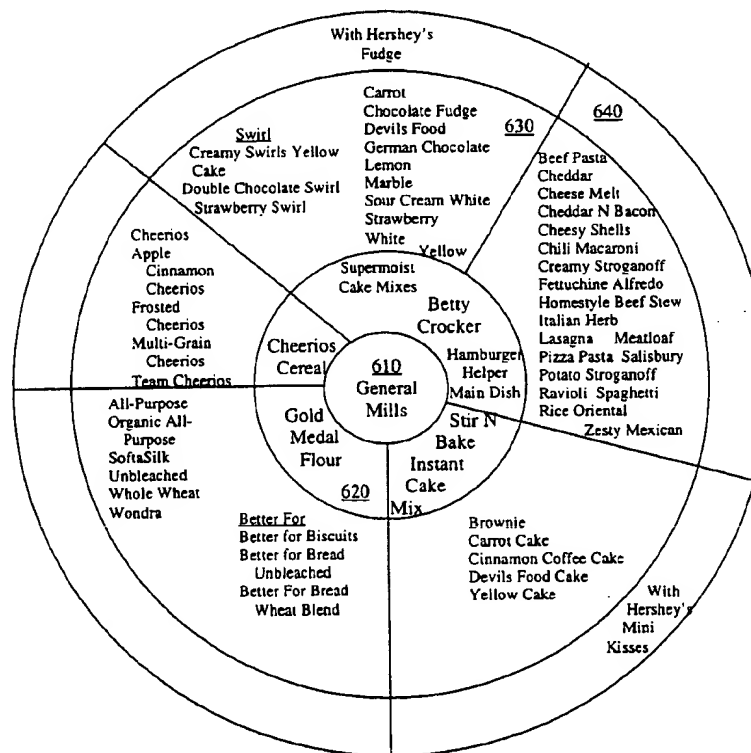 With Hershey's
Fudge
640
630
Swirl
Creamy Swirls Yellow
Cake
Double Chocolate Swirl
Strawberry Swirl
Carrot
Chocolate Fudge
Devils Food
German Chocolate
Lemon
Marble
Sour Cream White
Strawberry
White
Yellow
Beef Pasta
Cheddar
Cheese Melt
Cheddar N Bacon
Cheesy Shells
Chili Macaroni
Creamy Stroganoff
Fettuchine Alfredo
Homestyle Beef Stew
Italian Herb
Lasagna Meatloaf
Pizza Pasta Salisbury
Potato Stroganoff
Ravioli Spaghetti
Rice Oriental
Zesty Mexican
Cheerios
Apple
Cinnamon
Cheerios
Frosted
Cheerios
Multi-Grain
Cheerios
Team Cheerios
Supermoist
Cake Mixes
Betty
Crocker
Cheerios
Cereal
610
General
Mills
Hamburger
Helper
Main Dish
Gold
Medal
Flour
Stir N
Bake
Instant
Cake
Mix
620
All-Purpose
Organic All-
Purpose
SoftaSilk
Unbleached
Whole Wheat
Wondra
Better For
Better for Biscuits
Better for Bread
Unbleached
Better For Bread
Wheat Blend
Brownie
Carrot Cake
Cinnamon Coffee Cake
Devils Food Cake
Yellow Cake
With
Hershey's
Mini
Kisses